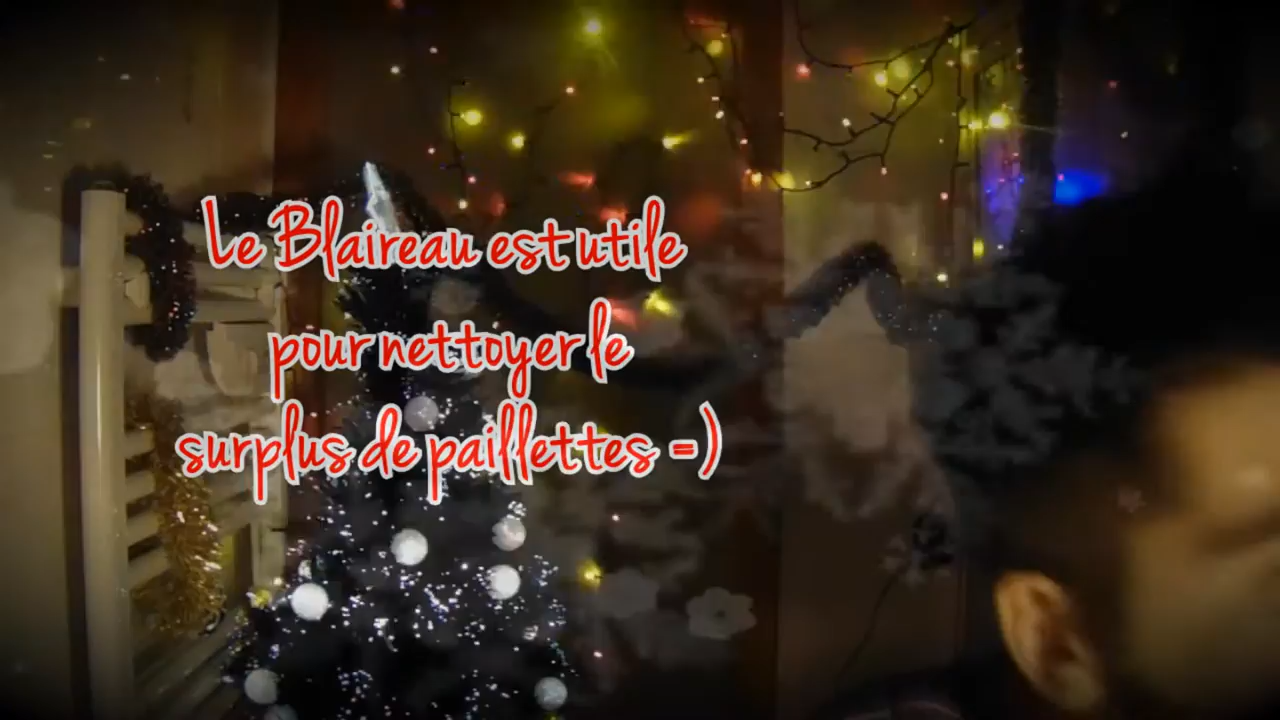 Le Blaireau est utile
pour nettoyer le
surplus de paillettes =)